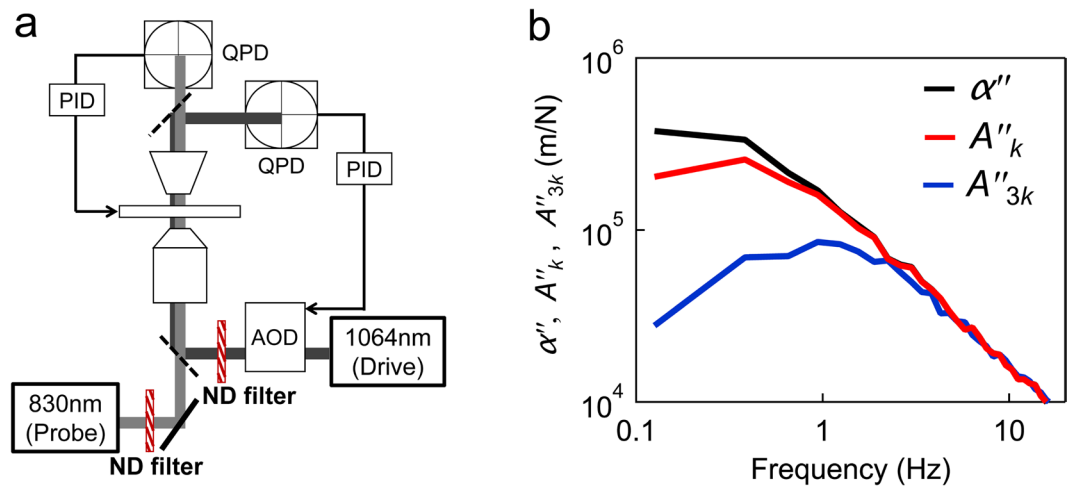 a
QPD
PID
QPD
PID
AOD
1064nm
(Drive)
ND filter
830nm
(Probe)
ND filter
b
α″, A″k, A″3k (m/N)
10^6
10^5
10^4
α″
A″k
A″3k
0.1
1
10
Frequency (Hz)